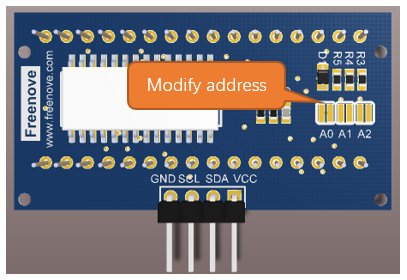 Freenove
www.freenove.com
Modify address
D1
R5
R4
R3
A0 A1 A2
GND SCL SDA VCC